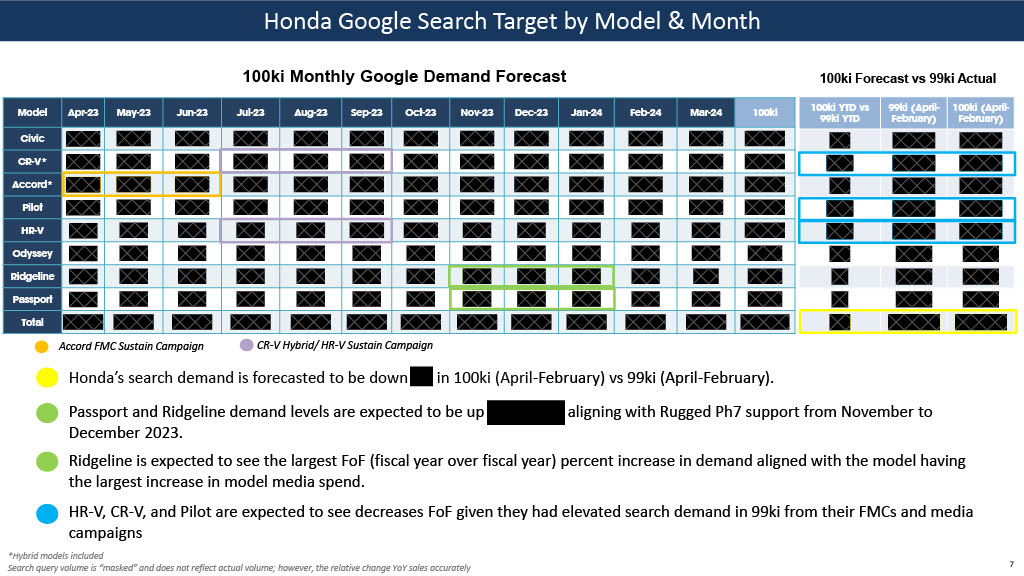 Honda Google Search Target by Model & Month
100ki Monthly Google Demand Forecast
100ki Forecast vs 99ki Actual
Model Apr-23 May-23 Jun-23 Jul-23 Aug-23 Sep-23 Oct-23 Nov-23 Dec-23 Jan-24 Feb-24 Mar-24 100ki
100ki YTD vs 99ki (April- 100ki (April-
99ki YTD February) February)
Civic
CR-V*
Accord*
Pilot
HR-V
Odyssey
Ridgeline
Passport
Total
Accord FMC Sustain Campaign
CR-V Hybrid/ HR-V Sustain Campaign
Honda's search demand is forecasted to be down in 100ki (April-February) vs 99ki (April-February).
Passport and Ridgeline demand levels are expected to be up aligning with Rugged Ph7 support from November to
December 2023.
Ridgeline is expected to see the largest FoF (fiscal year over fiscal year) percent increase in demand aligned with the model having
the largest increase in model media spend.
HR-V, CR-V, and Pilot are expected to see decreases FoF given they had elevated search demand in 99ki from their FMCs and media
campaigns
*Hybrid models included
Search query volume is "masked" and does not reflect actual volume; however, the relative change YoY sales accurately
7